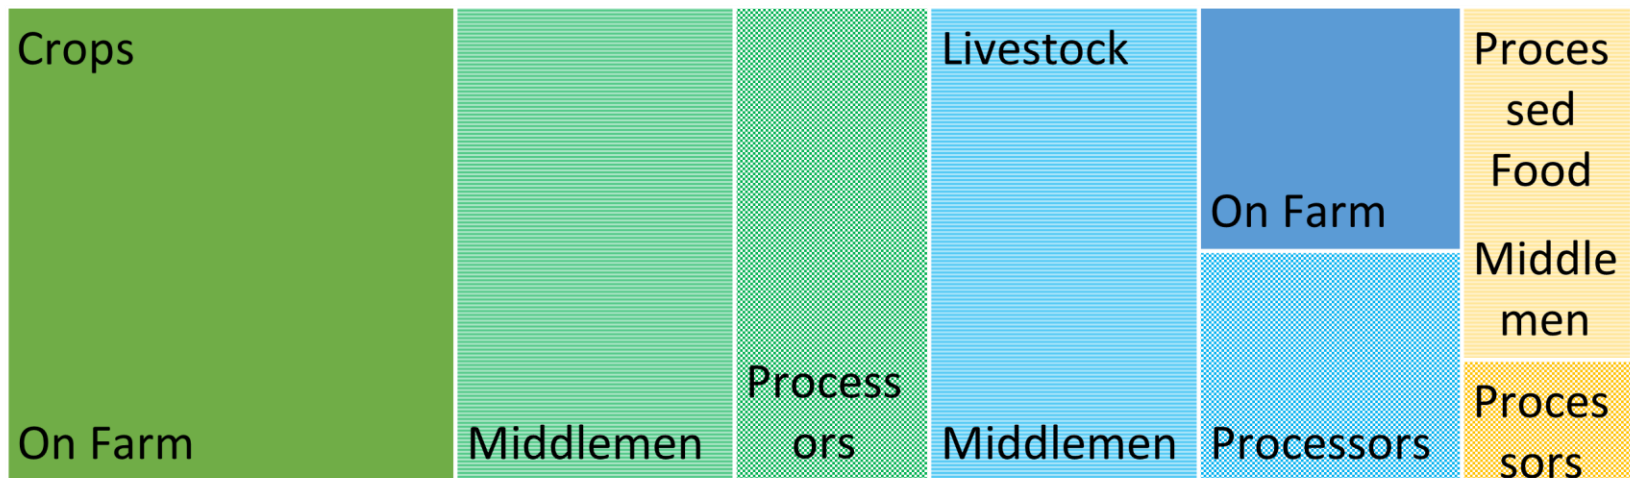 Crops
On Farm
Middlemen
Process
ors
Livestock
Middlemen
On Farm
Processors
Proces
sed
Food
Middle
men
Proces
sors